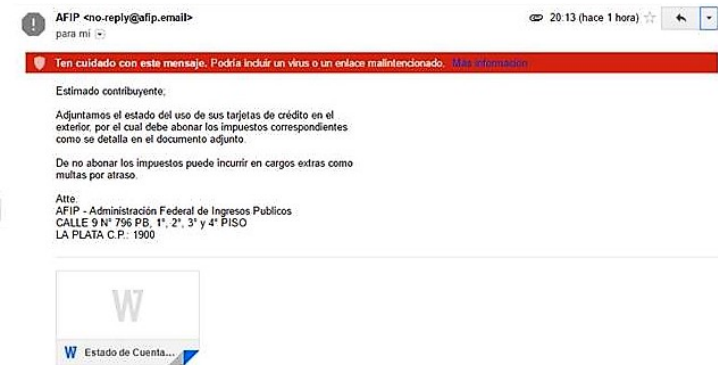 AFIP <no-reply@afip.email>
20:13 (hace 1 hora)
para mí
Ten cuidado con este mensaje. Podría incluir un virus o un enlace malintencionado. Más información
Estimado contribuyente,
Adjuntamos el estado del uso de sus tarjetas de crédito en el
exterior, por el cual debe abonar los impuestos correspondientes
como se detalla en el documento adjunto.
De no abonar los impuestos puede incurrir en cargos extras como
multas por atraso.
Atte.
AFIP - Administración Federal de Ingresos Publicos
CALLE 9 N° 796 PB, 1°, 2°, 3° y 4° PISO
LA PLATA C.P.: 1900
W
W Estado de Cuenta...